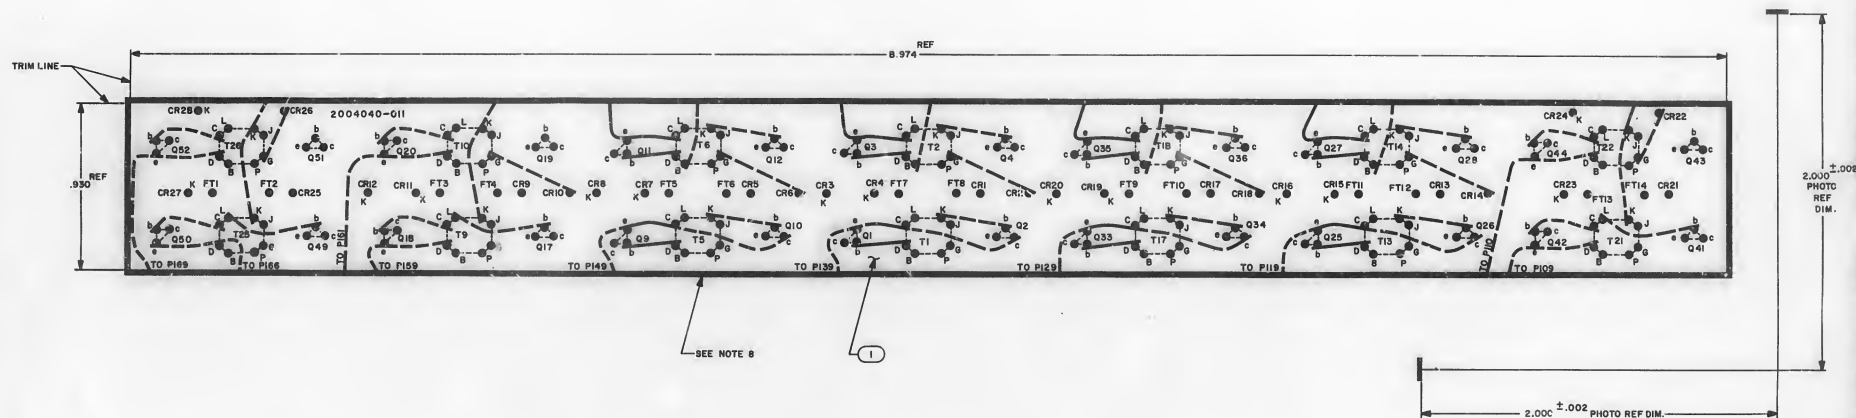 REF
8.974
TRIM LINE
.930 REF
CR28 K CR26 2004040-011 CR24 K CR22
b C L K J T26 Q52 e D B P G b Q51 e c
b C L K J T10 Q20 e D B P G b Q19 e c
e Q11 c b C L K J T6 D B P G b Q12 e c
e Q3 c b C L K J T2 D B P G b Q4 e c
e Q35 c b C L K J T18 D B P G b Q36 e c
e Q27 c b C L K J T14 D B P G b Q28 e c
b Q44 c e C L K J T22 D B P G b Q43 e c
CR27 K FT1 FT2 CR25 CR12 K CR11 K FT3 FT4 CR9 CR10 K CR8 K CR7 K FT5 FT6 CR5 CR6 K CR3 K CR4 K FT7 FT8 CR1 K CR20 K CR19 K FT9 FT10 CR17 CR18 K CR16 K CR15 K FT11 FT12 CR13 CR14 K CR23 K FT13 FT14 CR21
b Q50 c e C L K J T25 D B P b Q49 e c
b Q18 c e C L K J T9 D B P G b Q17 e c
e Q9 c b C L K J T5 D B P G b Q10 e c
e Q1 c b C L K J T1 D B P G b Q2 e c
e Q33 c b C L K J T17 D B P G b Q34 e c
e Q25 c b C L K J T13 D B P G b Q26 e c
b Q42 c e C L K J T21 D B P G b Q41 e c
TO P169 TO P166 TO P161 TO P159 TO P149 TO P139 TO P129 TO P119 TO P110 TO P109
SEE NOTE 8
1
2.000 ±.002
PHOTO
REF
DIM.
2.000 ±.002 PHOTO REF DIM.